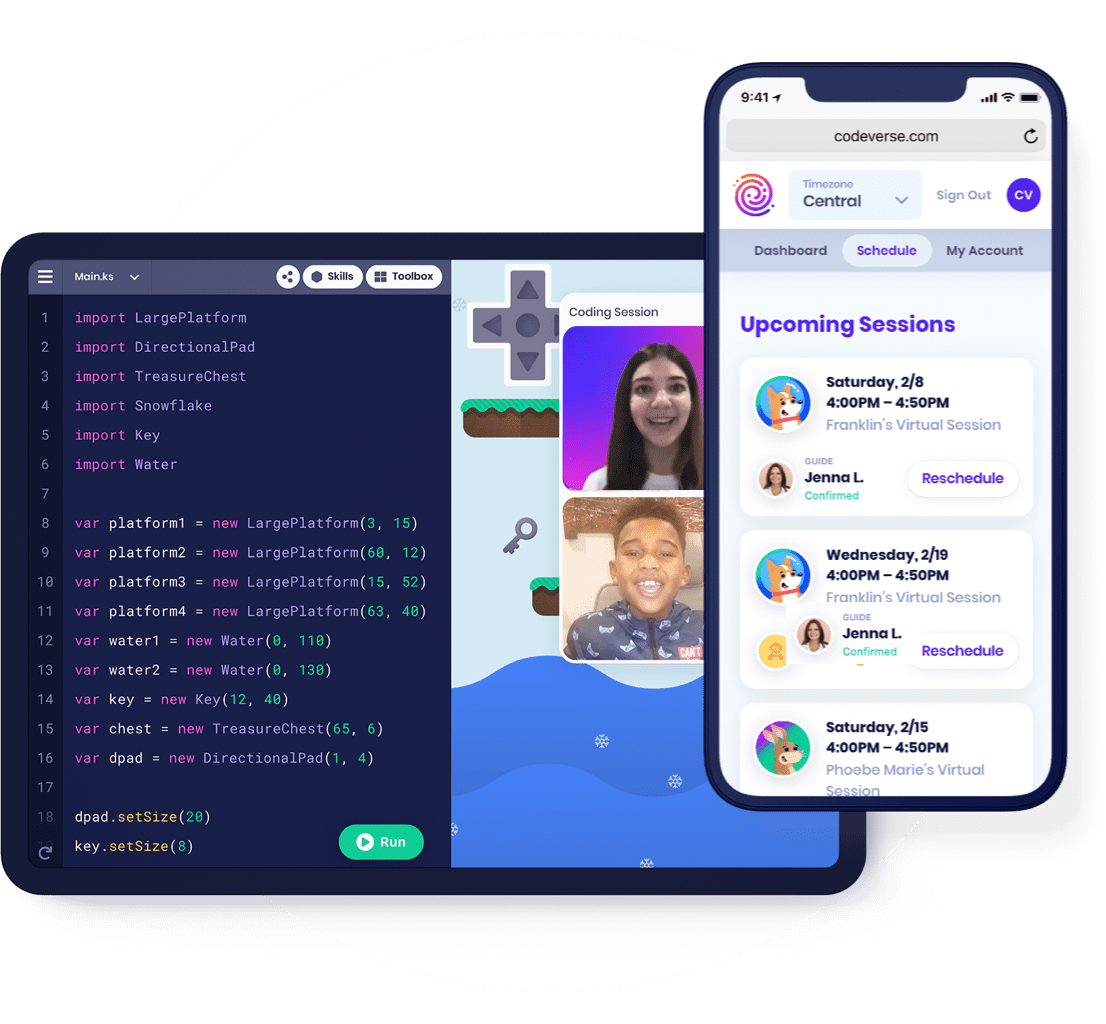 Main.ks
Skills
Toolbox
1 import LargePlatform
2 import DirectionalPad
3 import TreasureChest
4 import Snowflake
5 import Key
6 import Water
7
8 var platform1 = new LargePlatform(3, 15)
9 var platform2 = new LargePlatform(60, 12)
10 var platform3 = new LargePlatform(15, 52)
11 var platform4 = new LargePlatform(63, 40)
12 var water1 = new Water(0, 110)
13 var water2 = new Water(0, 130)
14 var key = new Key(12, 40)
15 var chest = new TreasureChest(65, 6)
16 var dpad = new DirectionalPad(1, 4)
17
18 dpad.setSize(20)
key.setSize(8)
Run
Coding Session
CAN'T
9:41
codeverse.com
Timezone
Central
Sign Out
CV
Dashboard
Schedule
My Account
Upcoming Sessions
Saturday, 2/8
4:00PM – 4:50PM
Franklin's Virtual Session
GUIDE
Jenna L.
Confirmed
Reschedule
Wednesday, 2/19
4:00PM – 4:50PM
Franklin's Virtual Session
GUIDE
Jenna L.
Confirmed
Reschedule
Saturday, 2/15
4:00PM – 4:50PM
Phoebe Marie's Virtual
Session